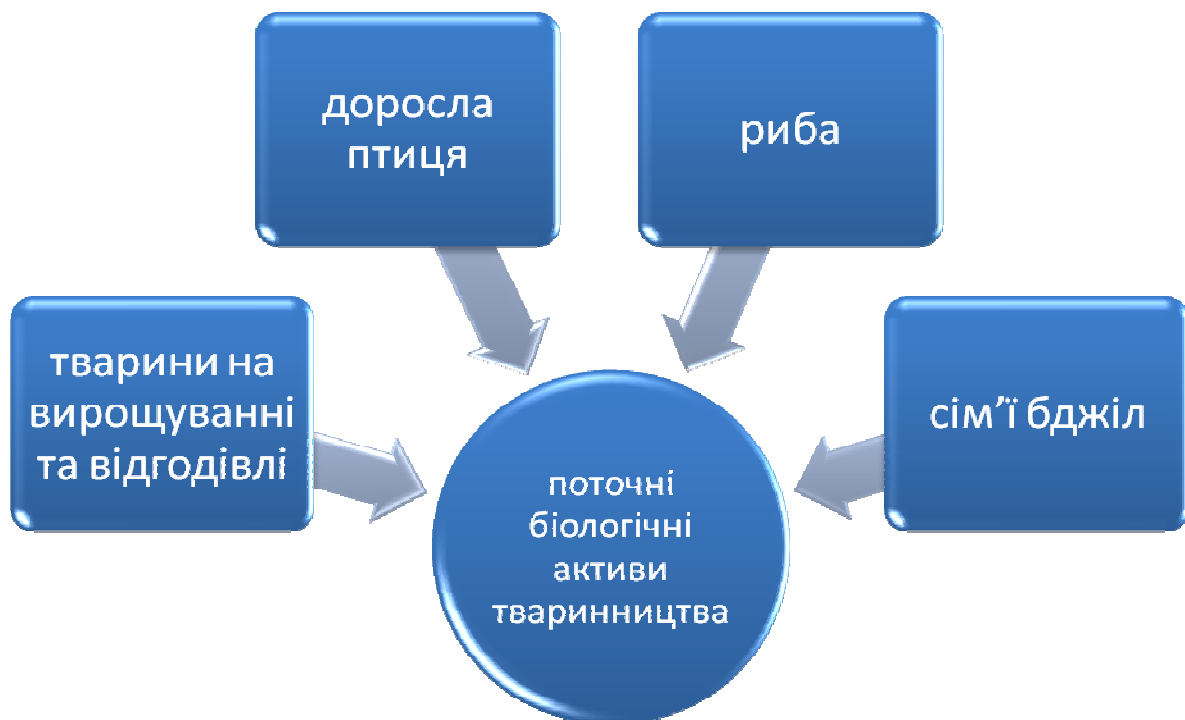 доросла
птиця
риба
тварини на
вирощуванні
та відгодівлі
сім’ї бджіл
поточні
біологічні
активи
тваринництва